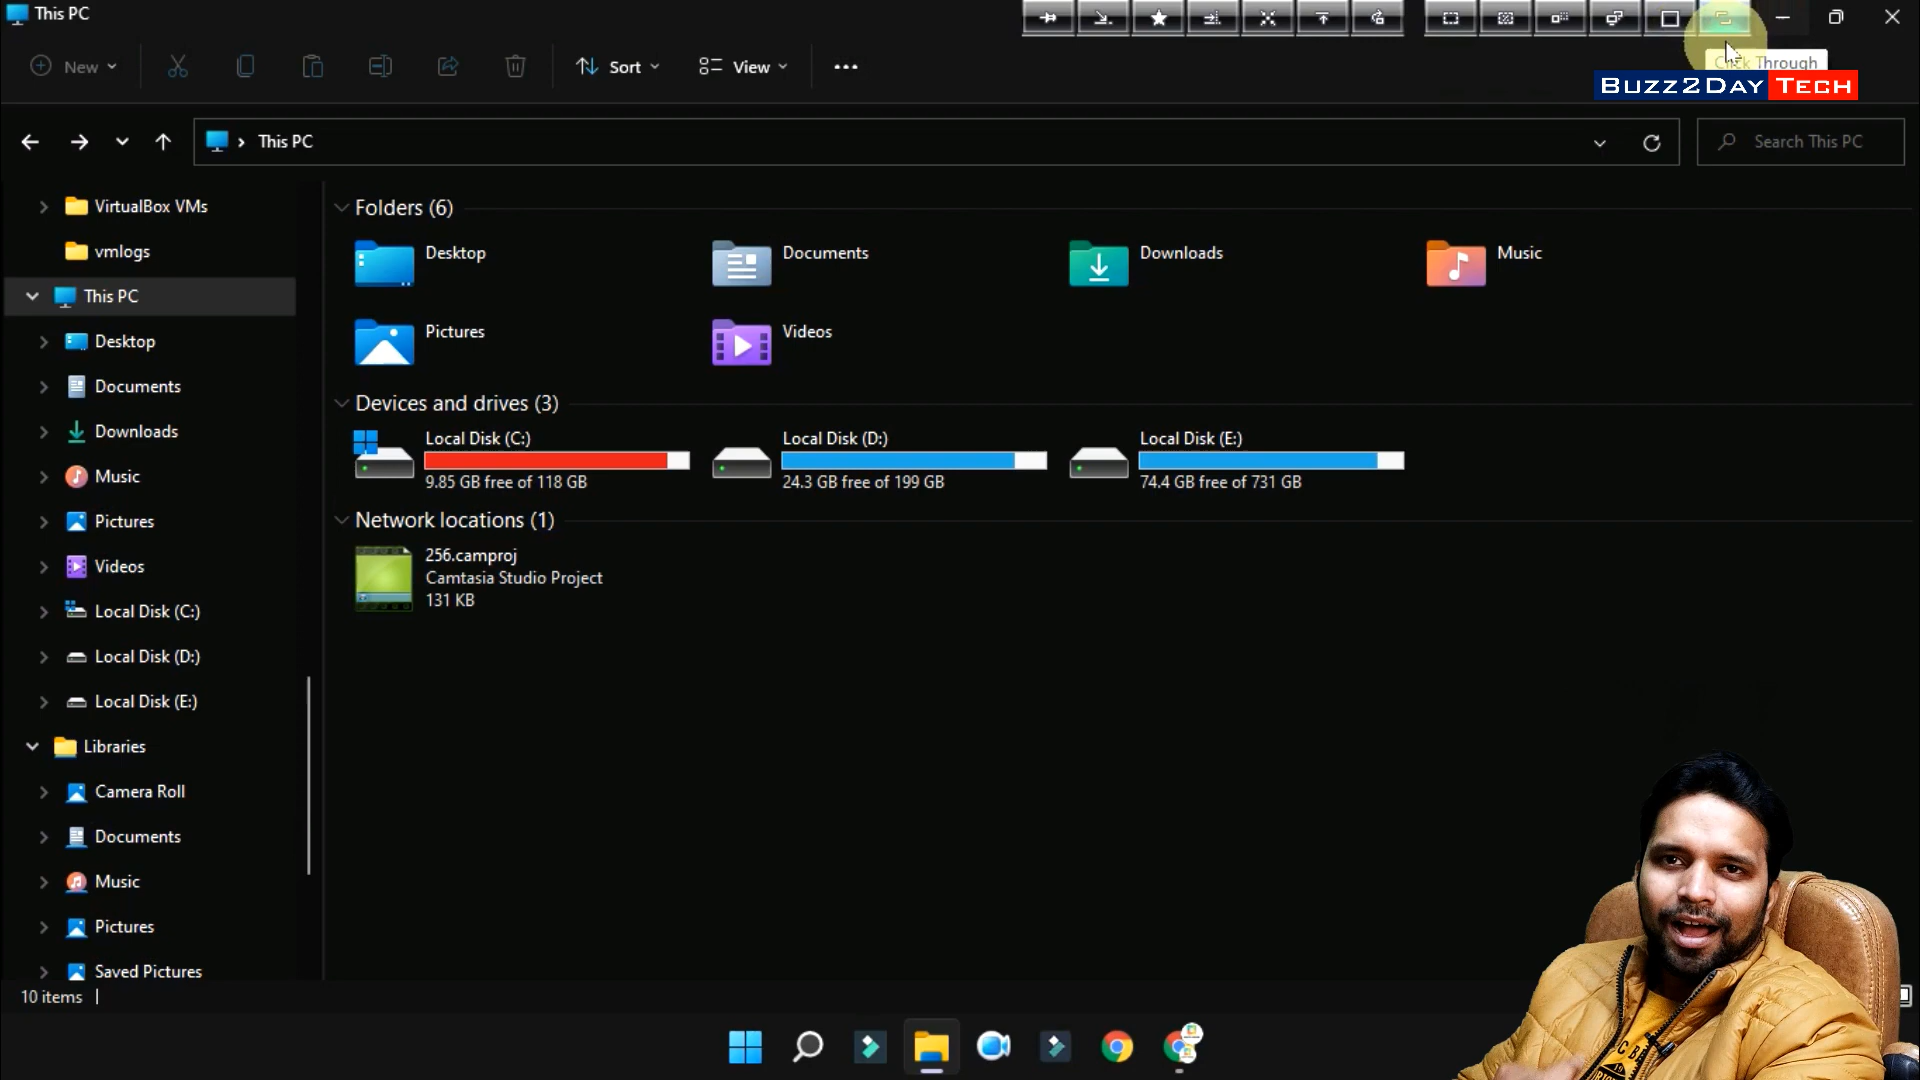 This PC
New
Sort
View
Click Through
Buzz2Day Tech
This PC
Search This PC
VirtualBox VMs
vmlogs
This PC
Desktop
Documents
Downloads
Music
Pictures
Videos
Local Disk (C:)
Local Disk (D:)
Local Disk (E:)
Libraries
Camera Roll
Documents
Music
Pictures
Saved Pictures
Folders (6)
Desktop
Documents
Downloads
Music
Pictures
Videos
Devices and drives (3)
Local Disk (C:)
9.85 GB free of 118 GB
Local Disk (D:)
24.3 GB free of 199 GB
Local Disk (E:)
74.4 GB free of 731 GB
Network locations (1)
256.camproj
Camtasia Studio Project
131 KB
10 items